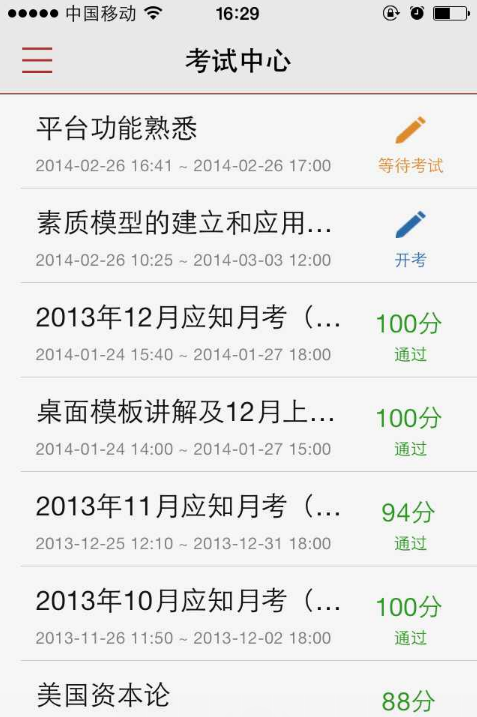 中国移动 16:29
考试中心
平台功能熟悉
2014-02-26 16:41 ~ 2014-02-26 17:00
等待考试
素质模型的建立和应用...
2014-02-26 10:25 ~ 2014-03-03 12:00
开考
2013年12月应知月考（...
100分
2014-01-24 15:40 ~ 2014-01-27 18:00
通过
桌面模板讲解及12月上...
100分
2014-01-24 14:00 ~ 2014-01-27 15:00
通过
2013年11月应知月考（...
94分
2013-12-25 12:10 ~ 2013-12-31 18:00
通过
2013年10月应知月考（...
100分
2013-11-26 11:50 ~ 2013-12-02 18:00
通过
美国资本论
88分